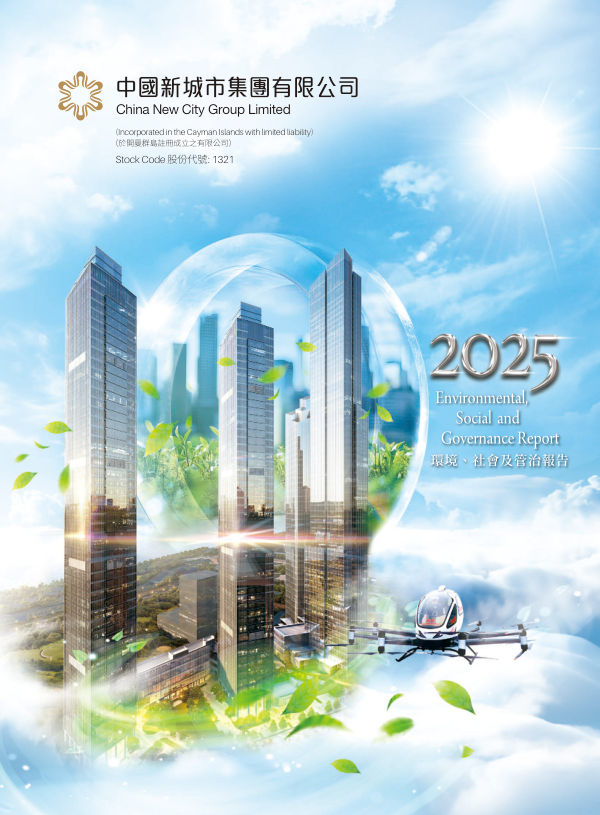 中國新城市集團有限公司
China New City Group Limited
(Incorporated in the Cayman Islands with limited liability)
(於開曼群島註冊成立之有限公司)
Stock Code 股份代號: 1321
2025
Environmental,
Social and
Governance Report
環境、社會及管治報告